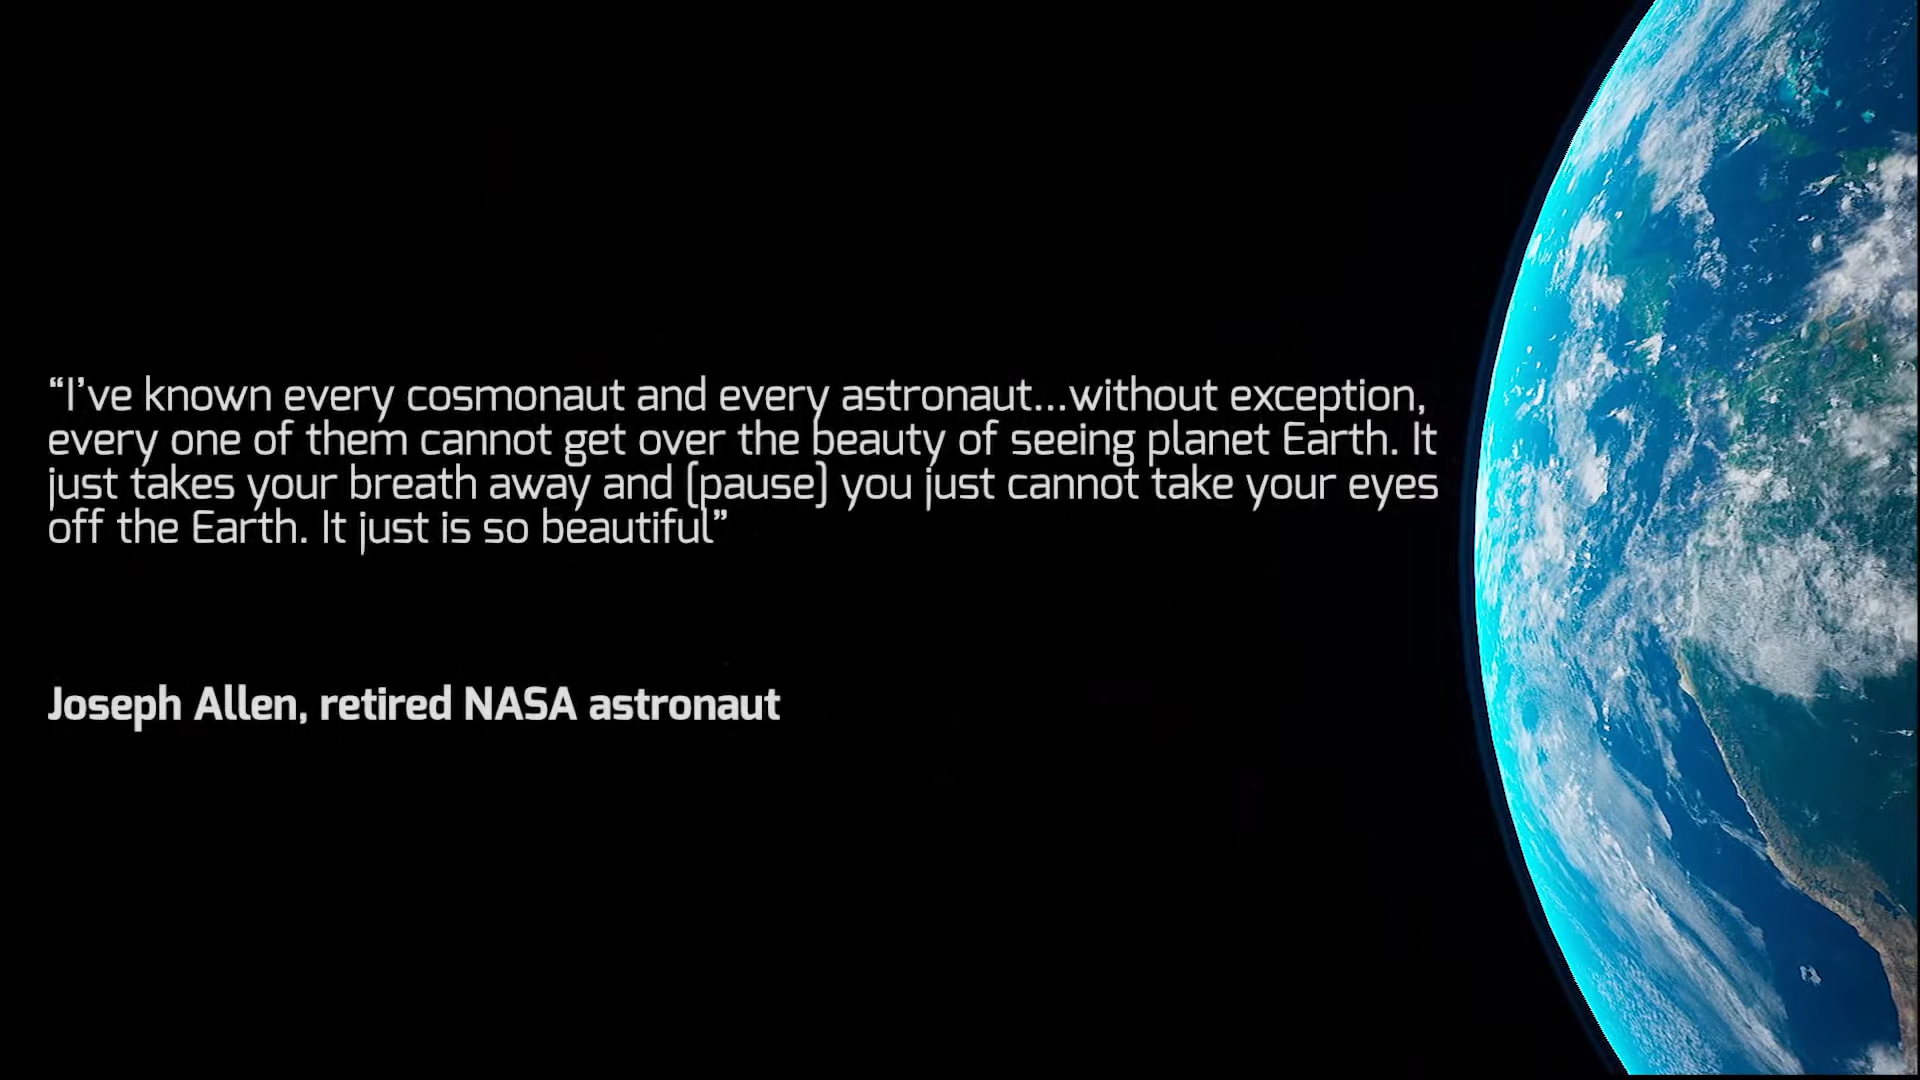 “I’ve known every cosmonaut and every astronaut...without exception,
every one of them cannot get over the beauty of seeing planet Earth. It
just takes your breath away and (pause) you just cannot take your eyes
off the Earth. It just is so beautiful”
Joseph Allen, retired NASA astronaut